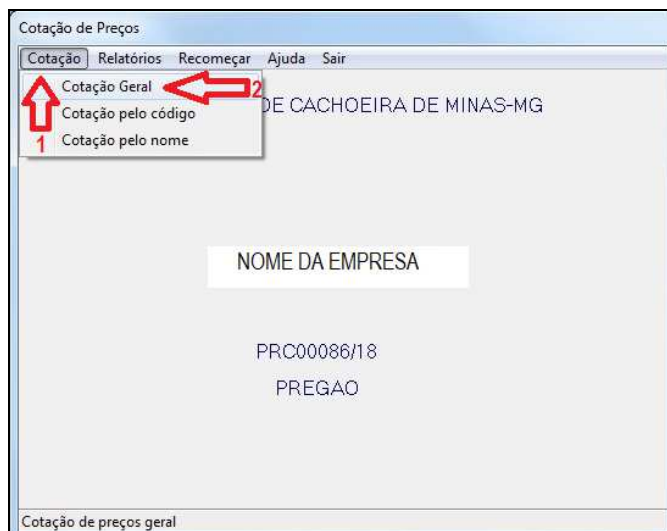 Cotação de Preços
Cotação Relatórios Recomeçar Ajuda Sair
Cotação Geral 2
DE CACHOEIRA DE MINAS-MG
Cotação pelo código
1 Cotação pelo nome
NOME DA EMPRESA
PRC00086/18
PREGAO
Cotação de preços geral